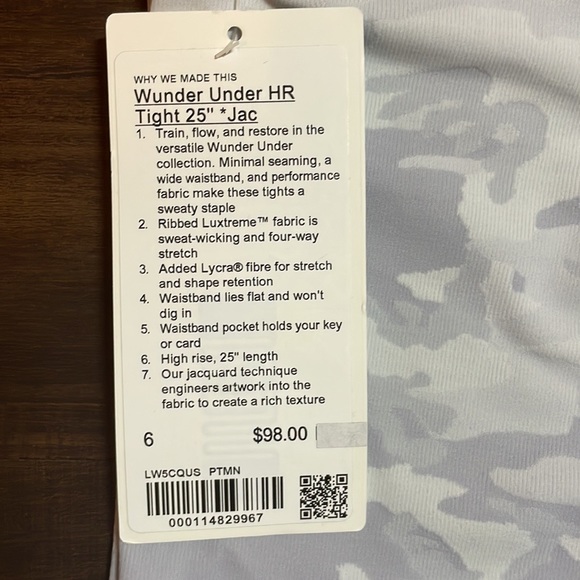 WHY WE MADE THIS
Wunder Under HR
Tight 25" *Jac
1. Train, flow, and restore in the
versatile Wunder Under
collection. Minimal seaming, a
wide waistband, and performance
fabric make these tights a
sweaty staple
2. Ribbed Luxtreme™ fabric is
sweat-wicking and four-way
stretch
3. Added Lycra® fibre for stretch
and shape retention
4. Waistband lies flat and won't
dig in
5. Waistband pocket holds your key
or card
6. High rise, 25" length
7. Our jacquard technique
engineers artwork into the
fabric to create a rich texture
6 $98.00
LW5CQUS PTMN
000114829967